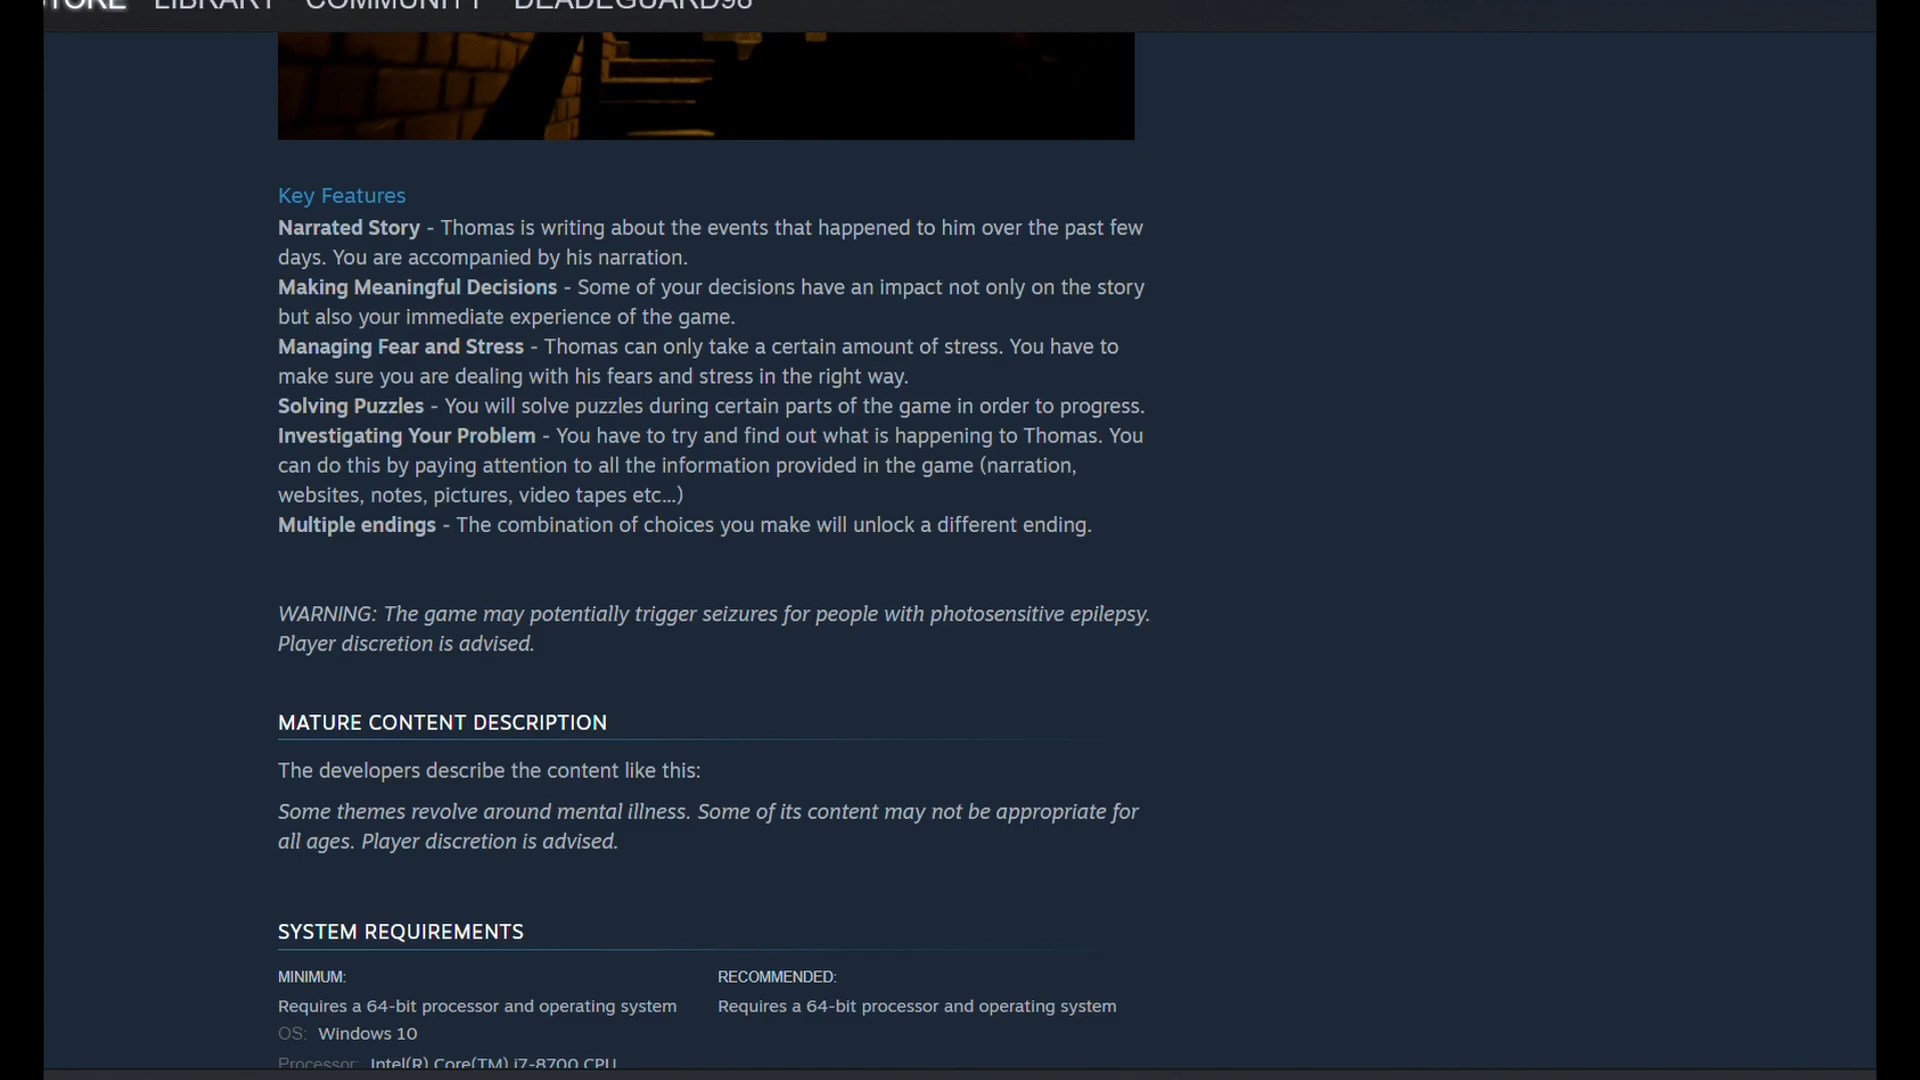 STORE LIBRARY COMMUNITY DEADEGUARD98
Key Features
Narrated Story - Thomas is writing about the events that happened to him over the past few
days. You are accompanied by his narration.
Making Meaningful Decisions - Some of your decisions have an impact not only on the story
but also your immediate experience of the game.
Managing Fear and Stress - Thomas can only take a certain amount of stress. You have to
make sure you are dealing with his fears and stress in the right way.
Solving Puzzles - You will solve puzzles during certain parts of the game in order to progress.
Investigating Your Problem - You have to try and find out what is happening to Thomas. You
can do this by paying attention to all the information provided in the game (narration,
websites, notes, pictures, video tapes etc...)
Multiple endings - The combination of choices you make will unlock a different ending.
WARNING: The game may potentially trigger seizures for people with photosensitive epilepsy.
Player discretion is advised.
MATURE CONTENT DESCRIPTION
The developers describe the content like this:
Some themes revolve around mental illness. Some of its content may not be appropriate for
all ages. Player discretion is advised.
SYSTEM REQUIREMENTS
MINIMUM:
Requires a 64-bit processor and operating system
OS: Windows 10
Processor: Intel(R) Core(TM) i7-8700 CPU
RECOMMENDED:
Requires a 64-bit processor and operating system